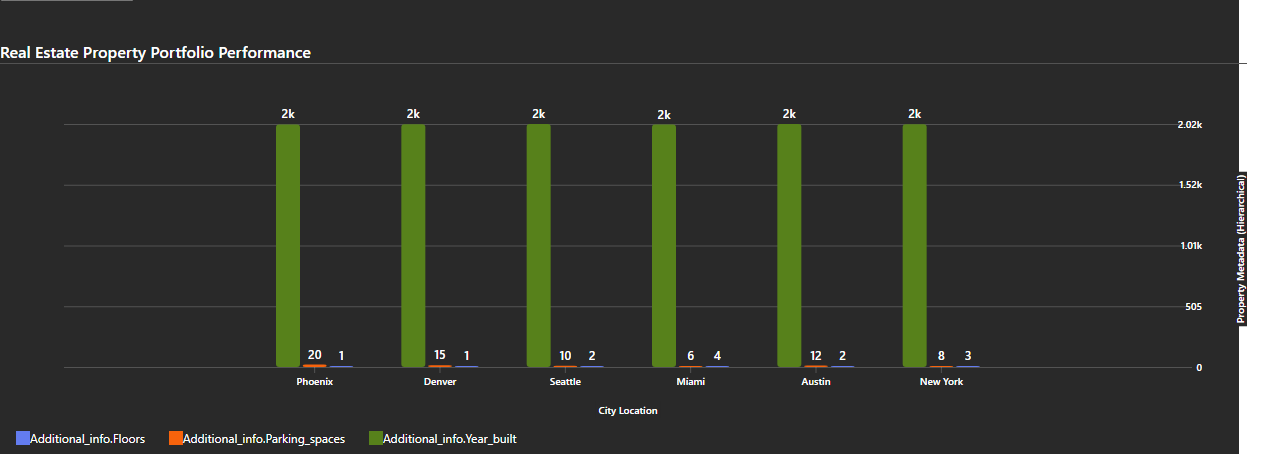 Real Estate Property Portfolio Performance
2k 2k 2k 2k 2k 2k
2.02k
1.52k
1.01k
505
0
20 1 15 1 10 2 6 4 12 2 8 3
Phoenix Denver Seattle Miami Austin New York
City Location
Property Metadata (Hierarchical)
Additional_info.Floors Additional_info.Parking_spaces Additional_info.Year_built